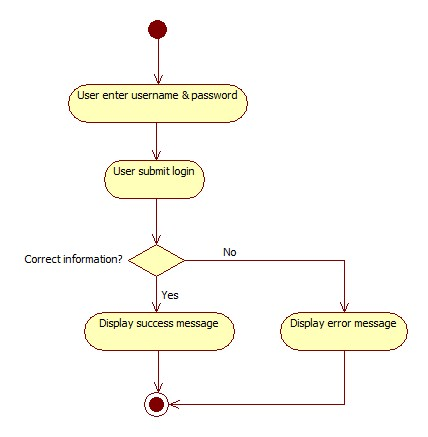 User enter username & password
User submit login
Correct information?
No
Yes
Display success message
Display error message